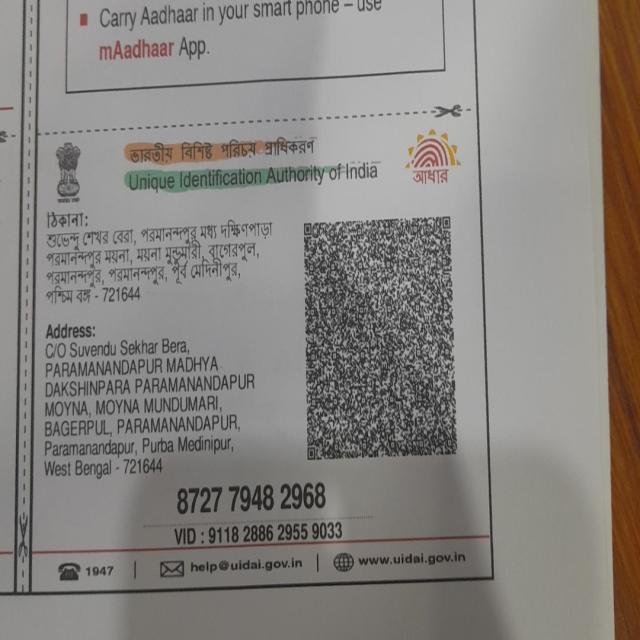 ■ Carry Aadhaar in your smart phone – use
mAadhaar App.
ভারতীয় বিশিষ্ট পরিচয় প্রাধিকরণ
Unique Identification Authority of India
আধার
ঠিকানা:
শুভেন্দু শেখর বেরা, পরমানন্দপুর মধ্য দক্ষিণপাড়া
পরমানন্দপুর ময়না, ময়না মুন্ডুমারী, বাগেরপুল,
পরমানন্দপুর, পরমানন্দপুর, পূর্ব মেদিনীপুর,
পশ্চিম বঙ্গ - 721644
Address:
C/O Suvendu Sekhar Bera,
PARAMANANDAPUR MADHYA
DAKSHINPARA PARAMANANDAPUR
MOYNA, MOYNA MUNDUMARI,
BAGERPUL, PARAMANANDAPUR,
Paramanandapur, Purba Medinipur,
West Bengal - 721644
8727 7948 2968
VID : 9118 2886 2955 9033
1947 | help@uidai.gov.in | www.uidai.gov.in